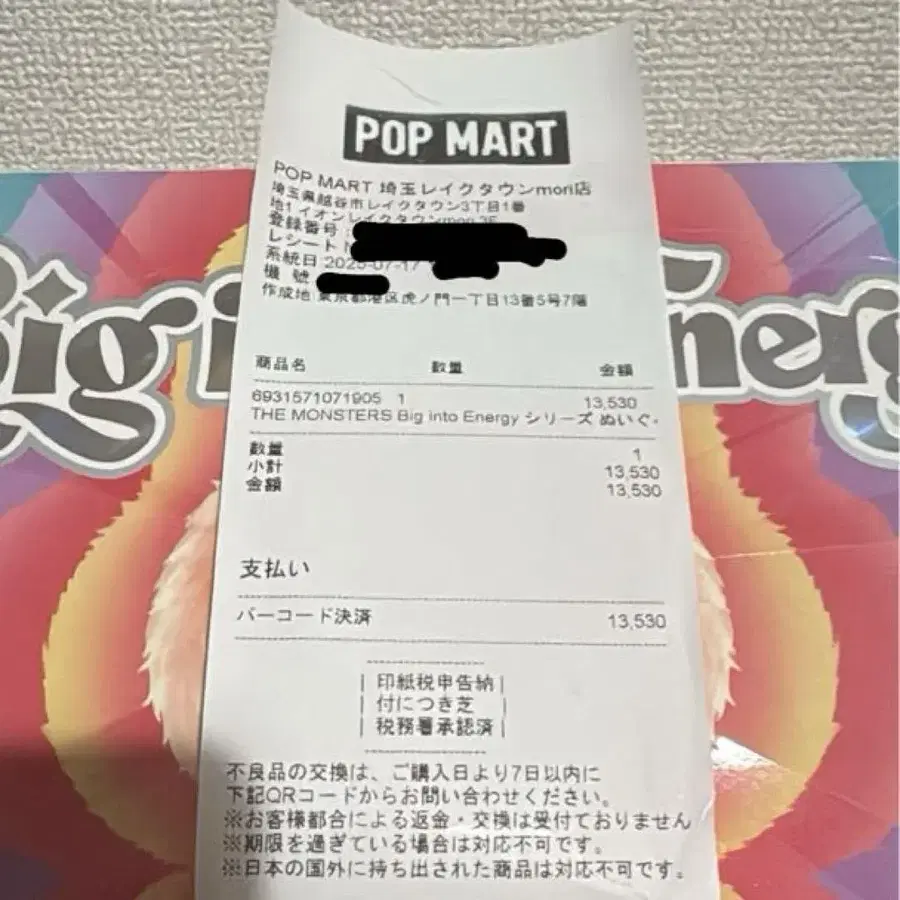 POP MART
POP MART 埼玉レイクタウンmori店
埼玉県越谷市レイクタウン3丁目1番
地1 イオンレイクタウンmori 3F
登録番号:
レシート
系統日 2025-07-17
機 號
作成地 東京都港区虎ノ門一丁目13番5号7階
Big i
nerg
商品名 数量 金額
6931571071905 1 13,530
THE MONSTERS Big into Energy シリーズ ぬいぐ
数量 1
小計 13,530
金額 13,530
支払い
バーコード決済 13,530
印紙税申告納
付につき芝
税務署承認済
不良品の交換は、ご購入日より7日以内に
下記QRコードからお問い合わせください。
※お客様都合による返金・交換は受付ておりません
※期限を過ぎている場合は対応不可です。
※日本の国外に持ち出された商品は対応不可です。